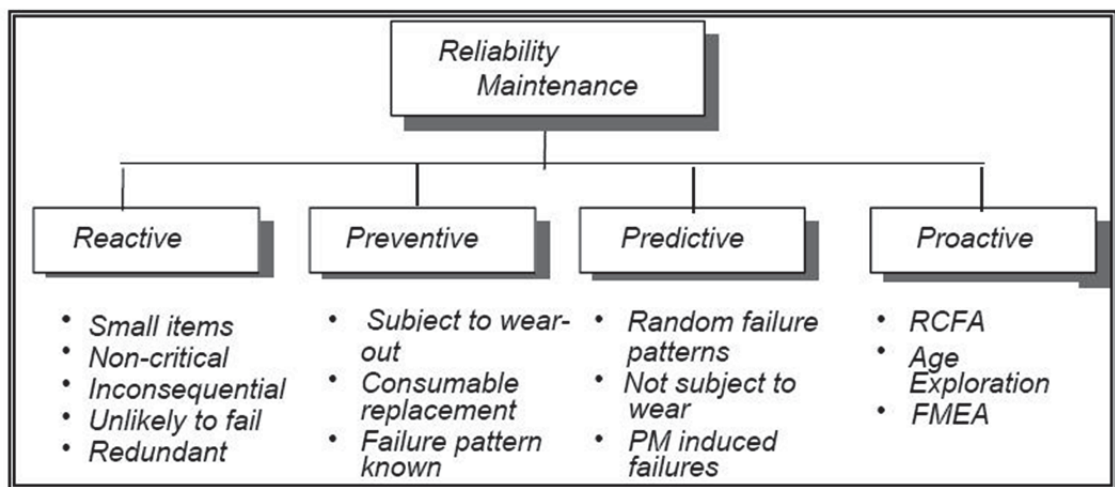 Reliability
Maintenance
Reactive
Preventive
Predictive
Proactive
• Small items
• Non-critical
• Inconsequential
• Unlikely to fail
• Redundant
• Subject to wear-
out
• Consumable
replacement
• Failure pattern
known
• Random failure
patterns
• Not subject to
wear
• PM induced
failures
• RCFA
• Age
Exploration
• FMEA